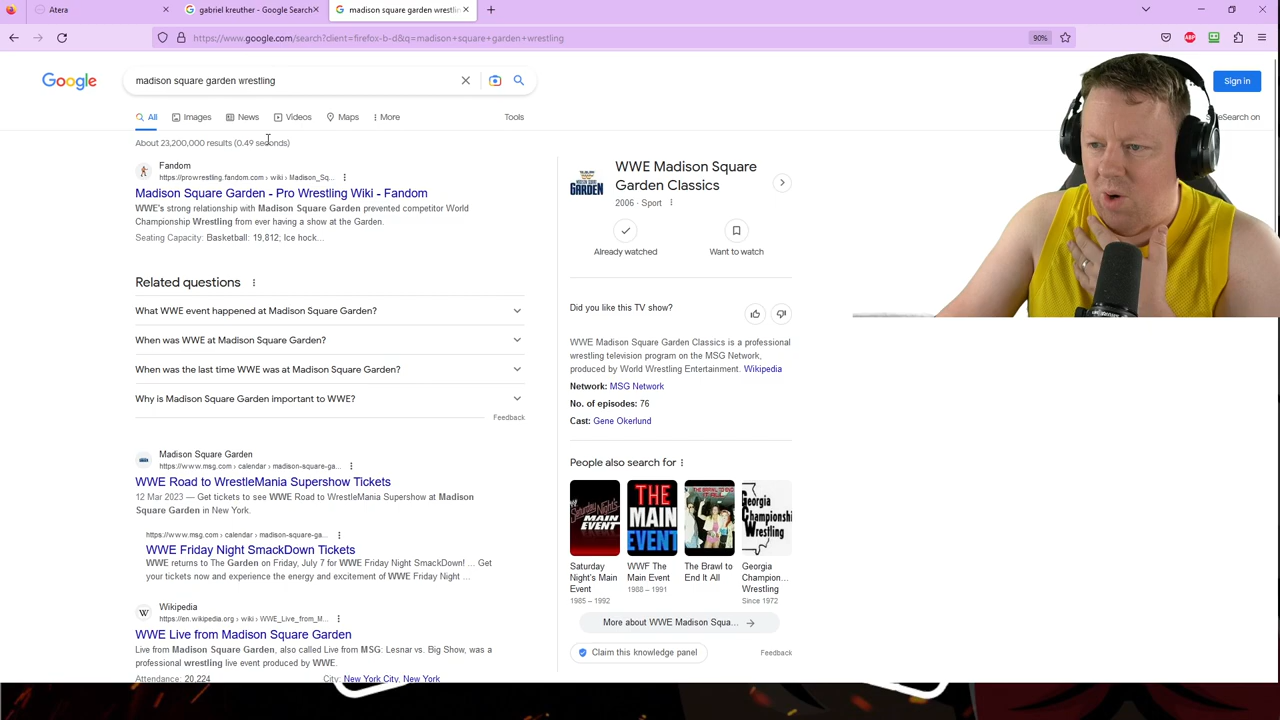 Atera
gabriel kreuther - Google Search
madison square garden wrestlin
https://www.google.com/search?client=firefox-b-d&q=madison+square+garden+wrestling
90%
ABP
Google
madison square garden wrestling
Sign in
All
Images
News
Videos
Maps
More
Tools
Search on
About 23,200,000 results (0.49 seconds)
Fandom
https://prowrestling.fandom.com › wiki › Madison_Sq...
Madison Square Garden - Pro Wrestling Wiki - Fandom
WWE's strong relationship with Madison Square Garden prevented competitor World
Championship Wrestling from ever having a show at the Garden.
Seating Capacity: Basketball: 19,812; Ice hock...
Related questions
What WWE event happened at Madison Square Garden?
When was WWE at Madison Square Garden?
When was the last time WWE was at Madison Square Garden?
Why is Madison Square Garden important to WWE?
Feedback
Madison Square Garden
https://www.msg.com › calendar › madison-square-ga...
WWE Road to WrestleMania Supershow Tickets
12 Mar 2023 — Get tickets to see WWE Road to WrestleMania Supershow at Madison
Square Garden in New York.
https://www.msg.com › calendar › madison-square-ga...
WWE Friday Night SmackDown Tickets
WWE returns to The Garden on Friday, July 7 for WWE Friday Night SmackDown! ... Get
your tickets now and experience the energy and excitement of WWE Friday Night ...
Wikipedia
https://en.wikipedia.org › wiki › WWE_Live_from_M...
WWE Live from Madison Square Garden
Live from Madison Square Garden, also called Live from MSG: Lesnar vs. Big Show, was a
professional wrestling live event produced by WWE.
Attendance: 20,224
City: New York City, New York
GARDEN
WWE Madison Square
Garden Classics
2006 · Sport
Already watched
Want to watch
Did you like this TV show?
WWE Madison Square Garden Classics is a professional
wrestling television program on the MSG Network,
produced by World Wrestling Entertainment. Wikipedia
Network: MSG Network
No. of episodes: 76
Cast: Gene Okerlund
Feedback
People also search for
Saturday Night's
MAIN
EVENT
THE
MAIN
EVENT
Georgia
Championship
Wrestling
Saturday
Night's Main
Event
1985 – 1992
WWF The
Main Event
1988 – 1991
The Brawl to
End It All
Georgia
Champion...
Wrestling
Since 1972
More about WWE Madison Squa...
Claim this knowledge panel